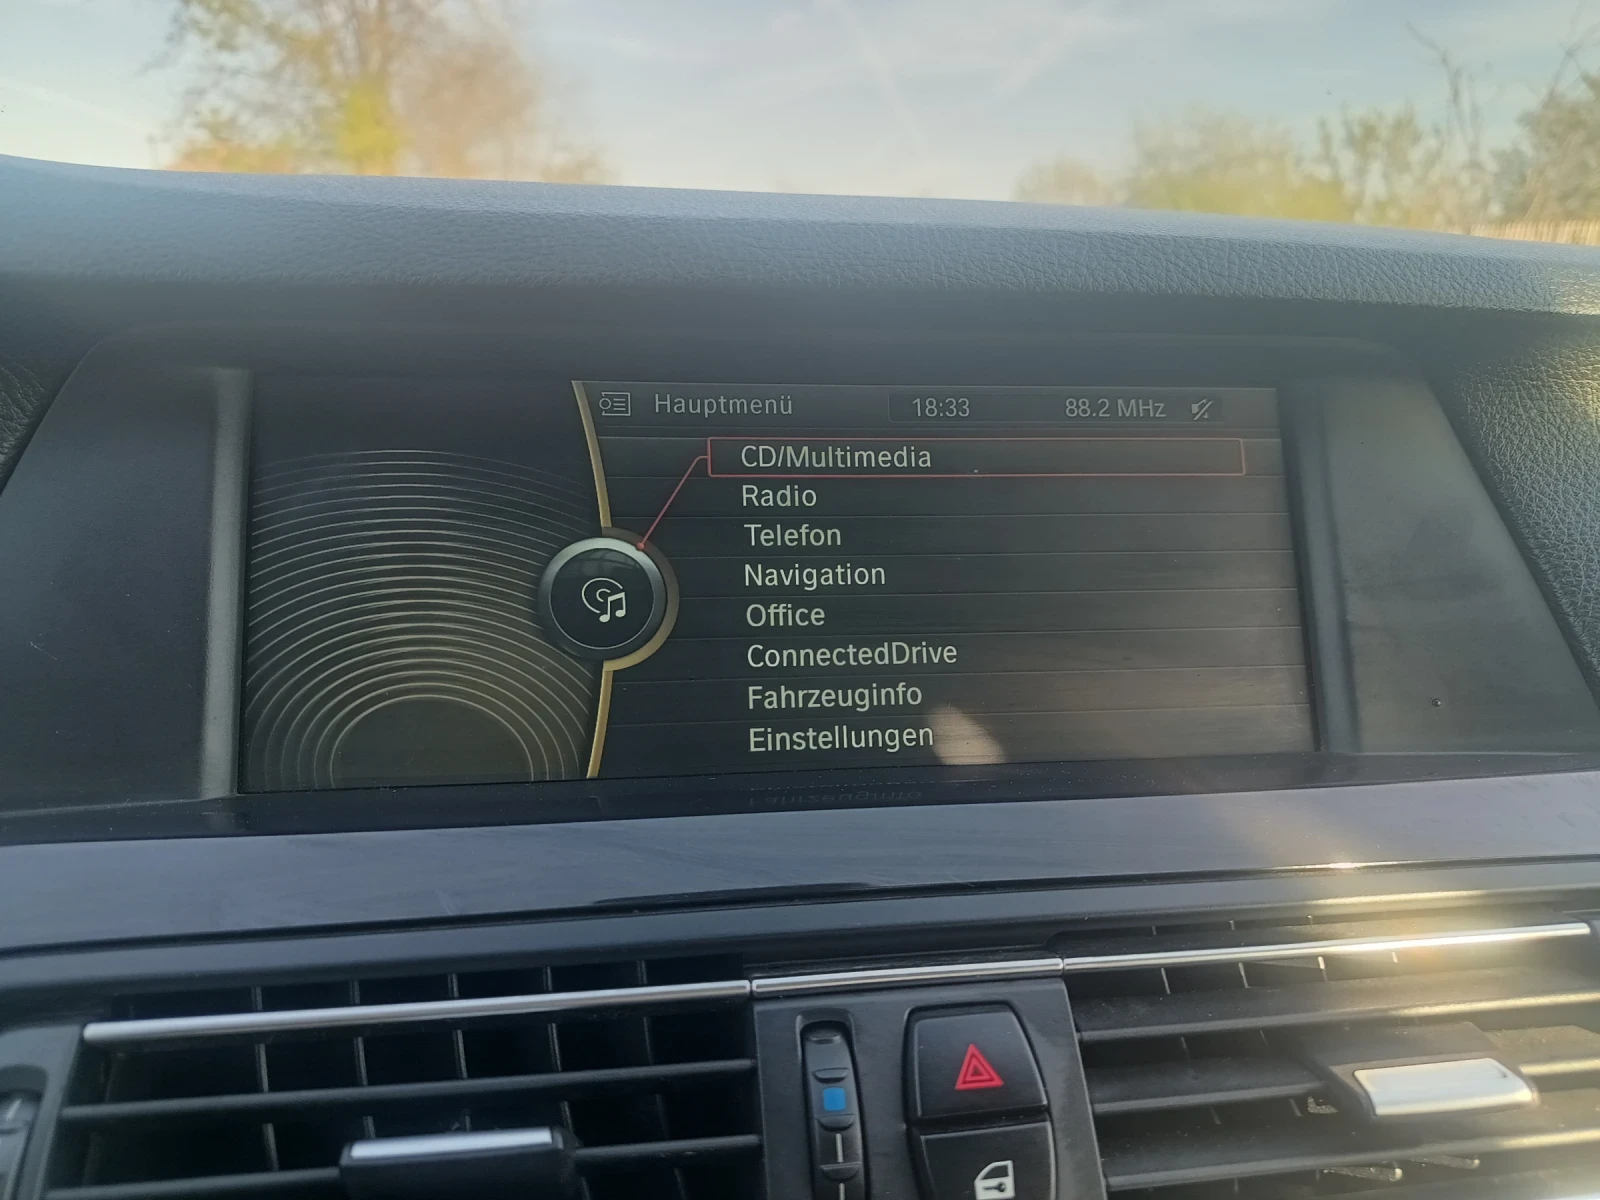 Hauptmenü 18:33 88.2 MHz
CD/Multimedia
Radio
Telefon
Navigation
Office
ConnectedDrive
Fahrzeuginfo
Einstellungen